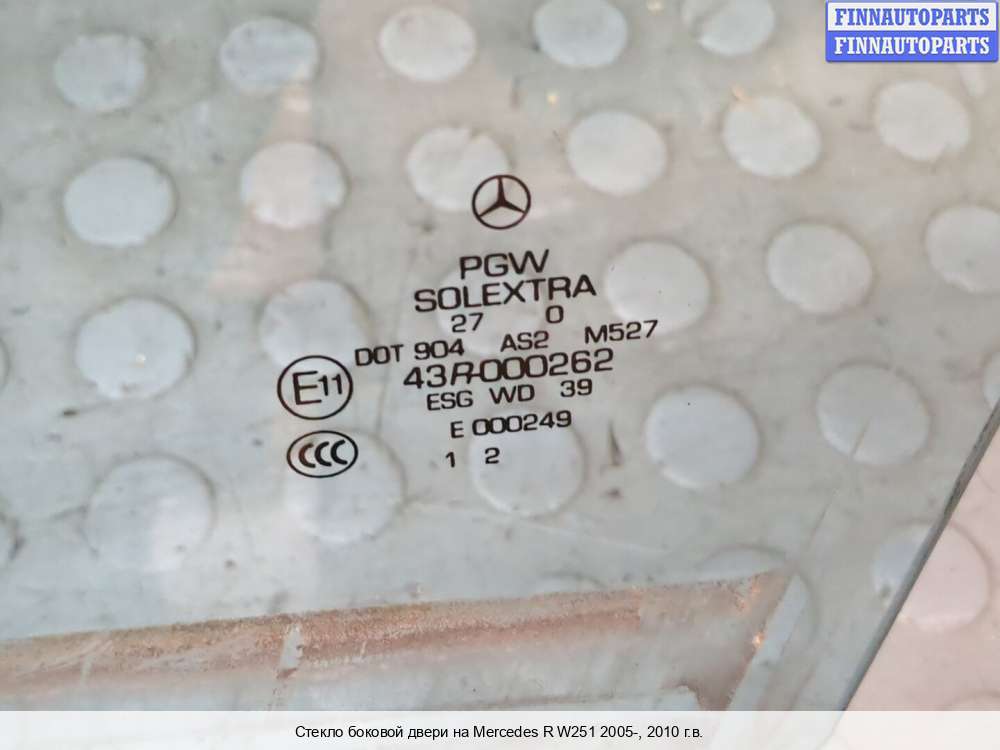 FINNAUTOPARTS
FINNAUTOPARTS
PGW
SOLEXTRA
27 0
DOT 904 AS2 M527
E11 43R-000262
ESG WD 39
E 000249
CCC 1 2
Стекло боковой двери на Mercedes R W251 2005-, 2010 г.в.